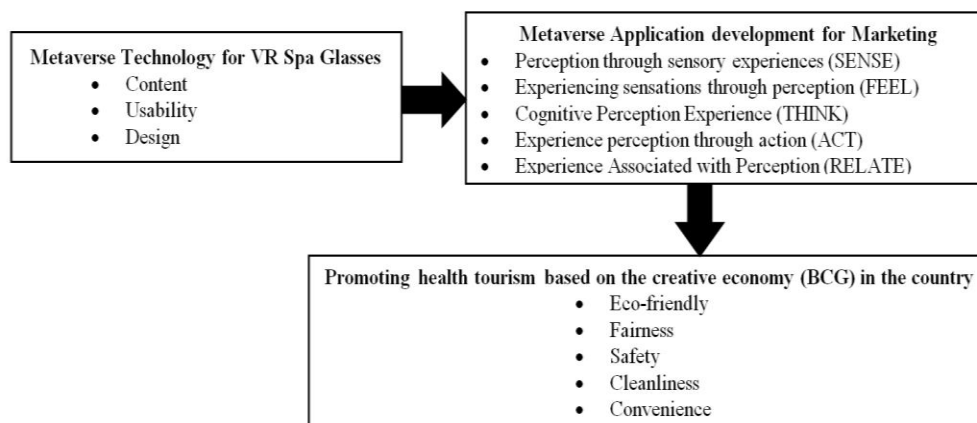 Metaverse Technology for VR Spa Glasses
• Content
• Usability
• Design
Metaverse Application development for Marketing
• Perception through sensory experiences (SENSE)
• Experiencing sensations through perception (FEEL)
• Cognitive Perception Experience (THINK)
• Experience perception through action (ACT)
• Experience Associated with Perception (RELATE)
Promoting health tourism based on the creative economy (BCG) in the country
• Eco-friendly
• Fairness
• Safety
• Cleanliness
• Convenience